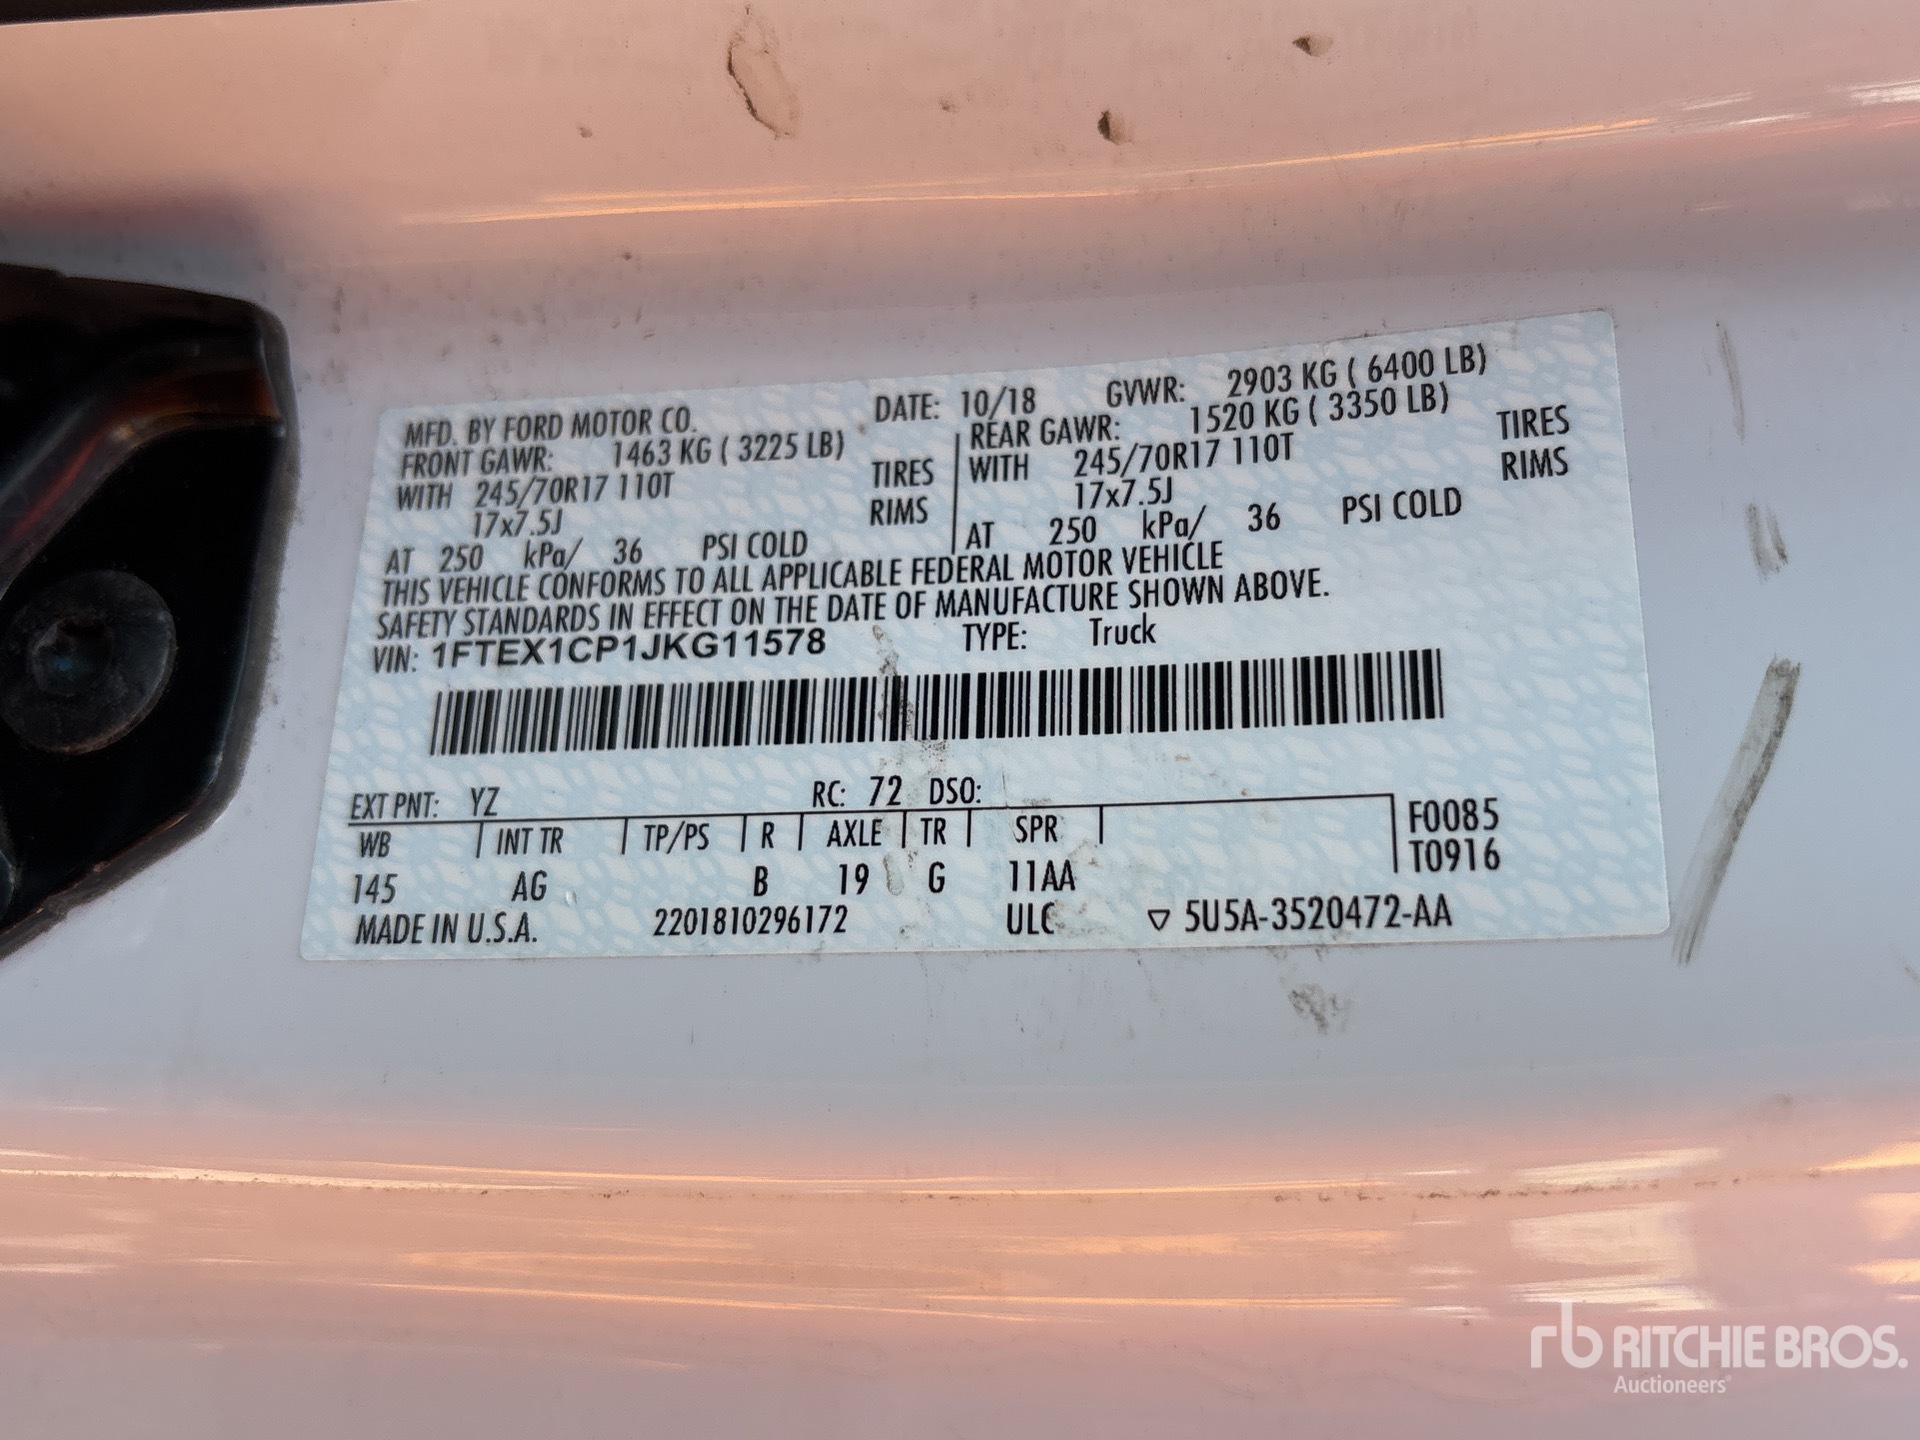 MFD. BY FORD MOTOR CO. DATE: 10/18 GVWR: 2903 KG ( 6400 LB)
FRONT GAWR: 1463 KG ( 3225 LB) REAR GAWR: 1520 KG ( 3350 LB)
WITH 245/70R17 110T TIRES WITH 245/70R17 110T TIRES
17x7.5J RIMS 17x7.5J RIMS
AT 250 kPa/ 36 PSI COLD AT 250 kPa/ 36 PSI COLD
THIS VEHICLE CONFORMS TO ALL APPLICABLE FEDERAL MOTOR VEHICLE
SAFETY STANDARDS IN EFFECT ON THE DATE OF MANUFACTURE SHOWN ABOVE.
VIN: 1FTEX1CP1JKG11578 TYPE: Truck
EXT PNT: YZ RC: 72 DSO:
WB INT TR TP/PS R AXLE TR SPR F0085
145 AG B 19 G 11AA T0916
MADE IN U.S.A. 2201810296172 ULC ▽ 5U5A-3520472-AA
rb RITCHIE BROS.
Auctioneers